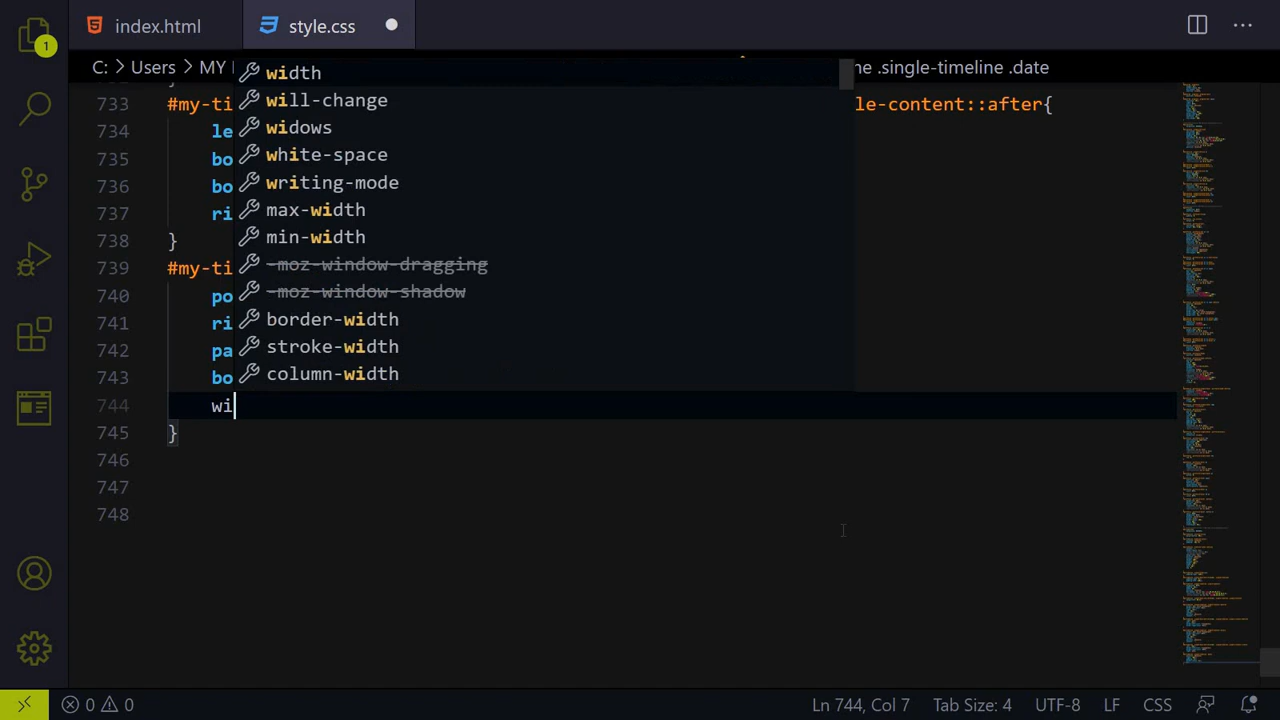 index.html
style.css
1
C: > Users > MY
ne .single-timeline .date
width
will-change
widows
white-space
writing-mode
max-width
min-width
-moz-window-dragging
-moz-window-shadow
border-width
stroke-width
column-width
733 #my-ti le-content::after{
734 le
735 bo
736 bo
737 ri
738 }
739 #my-ti
740 po
741 ri
742 pa
743 bo
744 wi
745 }
746
747
748
0 0
Ln 744, Col 7
Tab Size: 4
UTF-8
LF
CSS